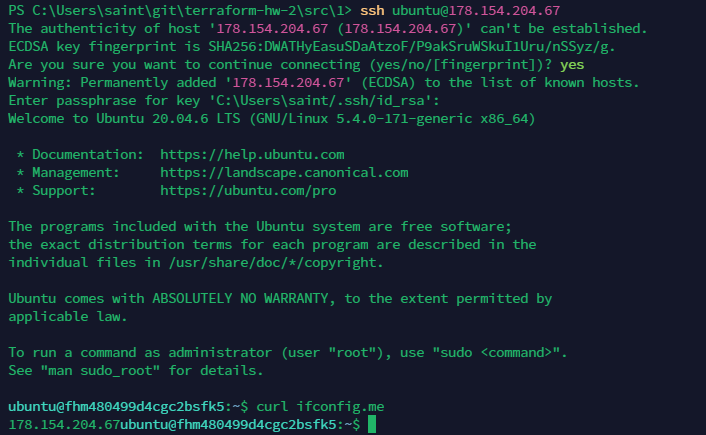 PS C:\Users\saint\git\terraform-hw-2\src\1> ssh ubuntu@178.154.204.67
The authenticity of host '178.154.204.67 (178.154.204.67)' can't be established.
ECDSA key fingerprint is SHA256:DWATHyEasuSDaAtzoF/P9akSruWSkuI1Uru/nSSyz/g.
Are you sure you want to continue connecting (yes/no/[fingerprint])? yes
Warning: Permanently added '178.154.204.67' (ECDSA) to the list of known hosts.
Enter passphrase for key 'C:\Users\saint/.ssh/id_rsa':
Welcome to Ubuntu 20.04.6 LTS (GNU/Linux 5.4.0-171-generic x86_64)
* Documentation: https://help.ubuntu.com
* Management: https://landscape.canonical.com
* Support: https://ubuntu.com/pro
The programs included with the Ubuntu system are free software;
the exact distribution terms for each program are described in the
individual files in /usr/share/doc/*/copyright.
Ubuntu comes with ABSOLUTELY NO WARRANTY, to the extent permitted by
applicable law.
To run a command as administrator (user "root"), use "sudo <command>".
See "man sudo_root" for details.
ubuntu@fhm480499d4cgc2bsfk5:~$ curl ifconfig.me
178.154.204.67ubuntu@fhm480499d4cgc2bsfk5:~$